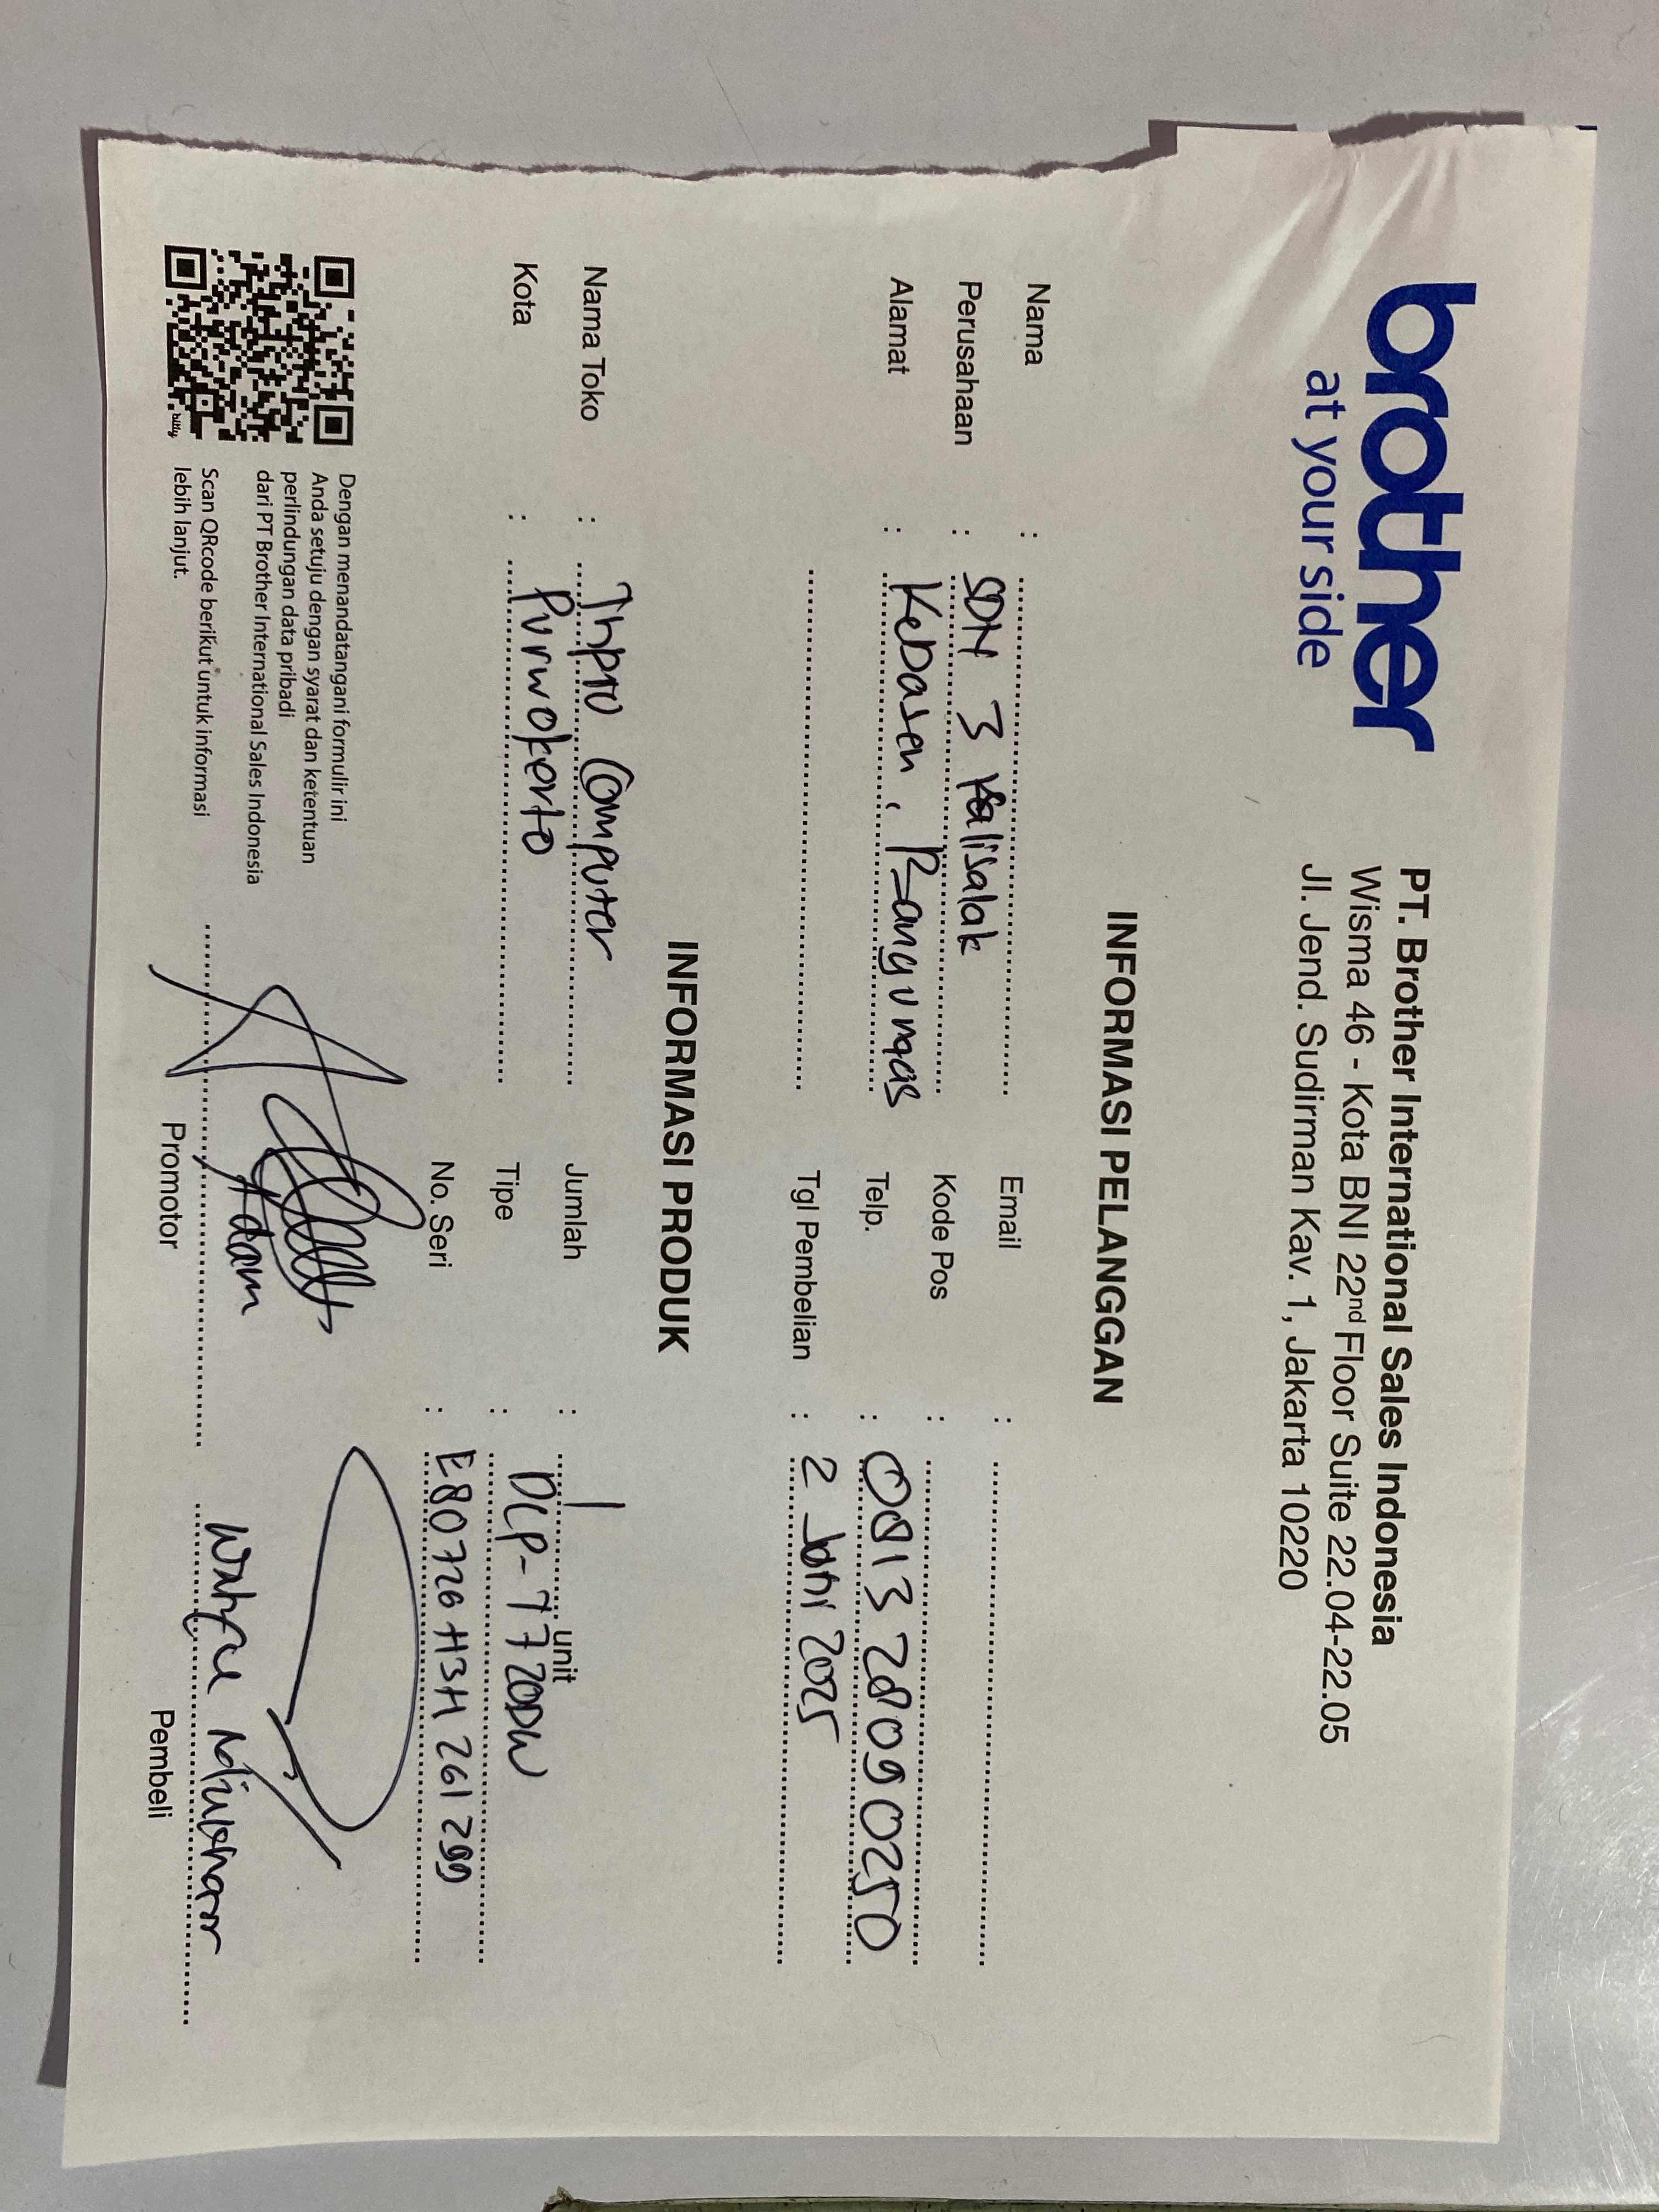 brother
at your side
PT. Brother International Sales Indonesia
Wisma 46 - Kota BNI 22nd Floor Suite 22.04-22.05
Jl. Jend. Sudirman Kav. 1, Jakarta 10220
INFORMASI PELANGGAN
Nama : Email :
Perusahaan : SDN 3 Kalisalak Kode Pos :
Alamat : Kebasen, Banyumas Telp. : 0813 2809 0250
Tgl Pembelian : 2 Juni 2025
INFORMASI PRODUK
Nama Toko : Computer Jumlah : 1 unit
Kota : Purwokerto Tipe : DCP-T720DW
No. Seri : E80726H3H261299
Dengan menandatangani formulir ini
Anda setuju dengan syarat dan ketentuan
perlindungan data pribadi
dari PT Brother International Sales Indonesia
Scan QRcode berikut untuk informasi
lebih lanjut.
bitly
Adam
Promotor Pembeli